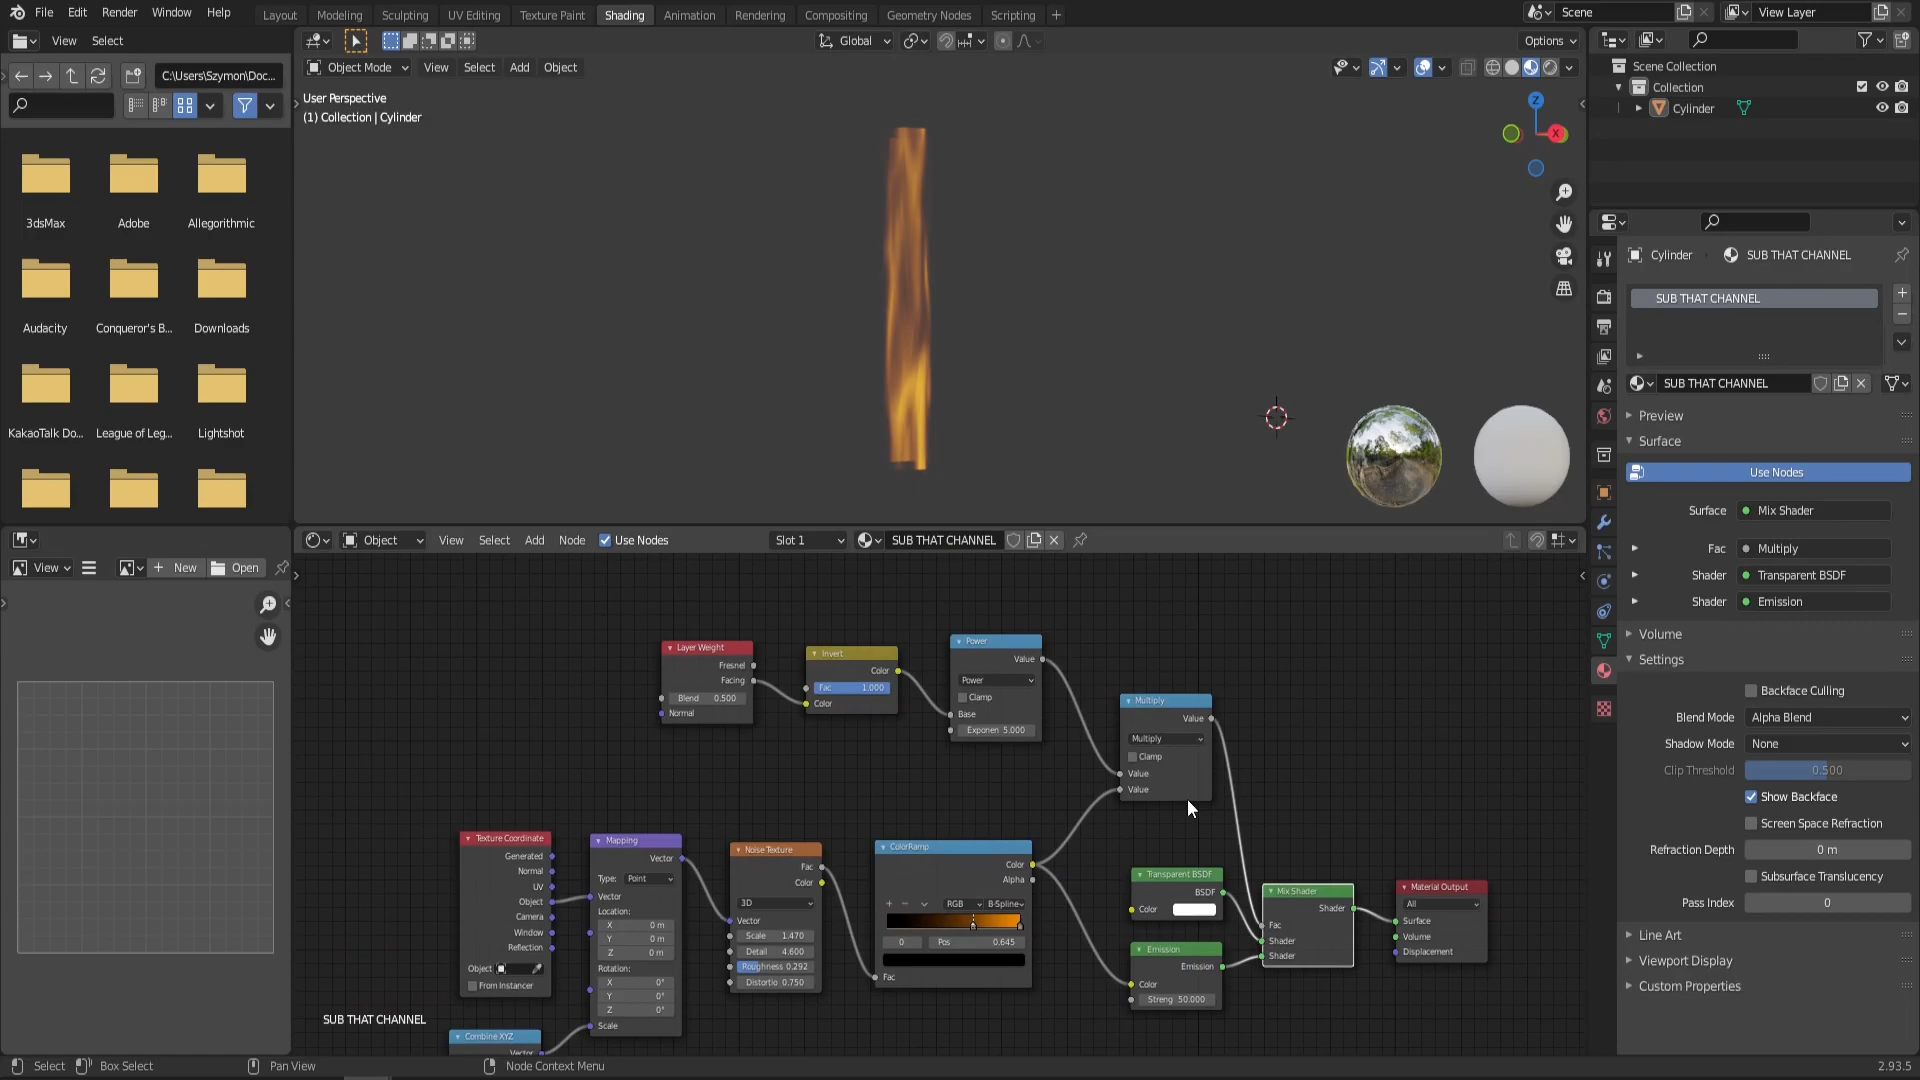 File Edit Render Window Help Layout Modeling Sculpting UV Editing Texture Paint Shading Animation Rendering Compositing Geometry Nodes Scripting + Scene View Layer
View Select Global Options
C:\Users\Szymon\Doc...
Object Mode View Select Add Object
User Perspective
(1) Collection | Cylinder
Z
X
3dsMax Adobe Allegorithmic
Audacity Conqueror's B... Downloads
KakaoTalk Do... League of Leg... Lightshot
Scene Collection
Collection
Cylinder
Cylinder SUB THAT CHANNEL
SUB THAT CHANNEL
SUB THAT CHANNEL
Preview
Surface
Use Nodes
Surface Mix Shader
Fac Multiply
Shader Transparent BSDF
Shader Emission
Volume
Settings
Backface Culling
Blend Mode Alpha Blend
Shadow Mode None
Clip Threshold 0.500
Show Backface
Screen Space Refraction
Refraction Depth 0 m
Subsurface Translucency
Pass Index 0
Line Art
Viewport Display
Custom Properties
View New Open
Object View Select Add Node Use Nodes Slot 1 SUB THAT CHANNEL
Layer Weight
Fresnel
Facing
Blend 0.500
Normal
Invert
Color
Fac 1.000
Color
Power
Value
Power
Clamp
Base
Exponen 5.000
Multiply
Value
Multiply
Clamp
Value
Value
Texture Coordinate
Generated
Normal
UV
Object
Camera
Window
Reflection
Object
From Instancer
Mapping
Vector
Type: Point
Vector
Location:
X 0 m
Y 0 m
Z 0 m
Rotation:
X 0°
Y 0°
Z 0°
Scale
Noise Texture
Fac
Color
3D
Vector
Scale 1.470
Detail 4.600
Roughness 0.292
Distortio 0.750
ColorRamp
Color
Alpha
+ − RGB B-Spline
0 Pos 0.645
Fac
Transparent BSDF
BSDF
Color
Emission
Emission
Color
Streng 50.000
Mix Shader
Shader
Fac
Shader
Shader
Material Output
All
Surface
Volume
Displacement
SUB THAT CHANNEL
Combine XYZ
Vector
Select Box Select Pan View Node Context Menu 2.93.5